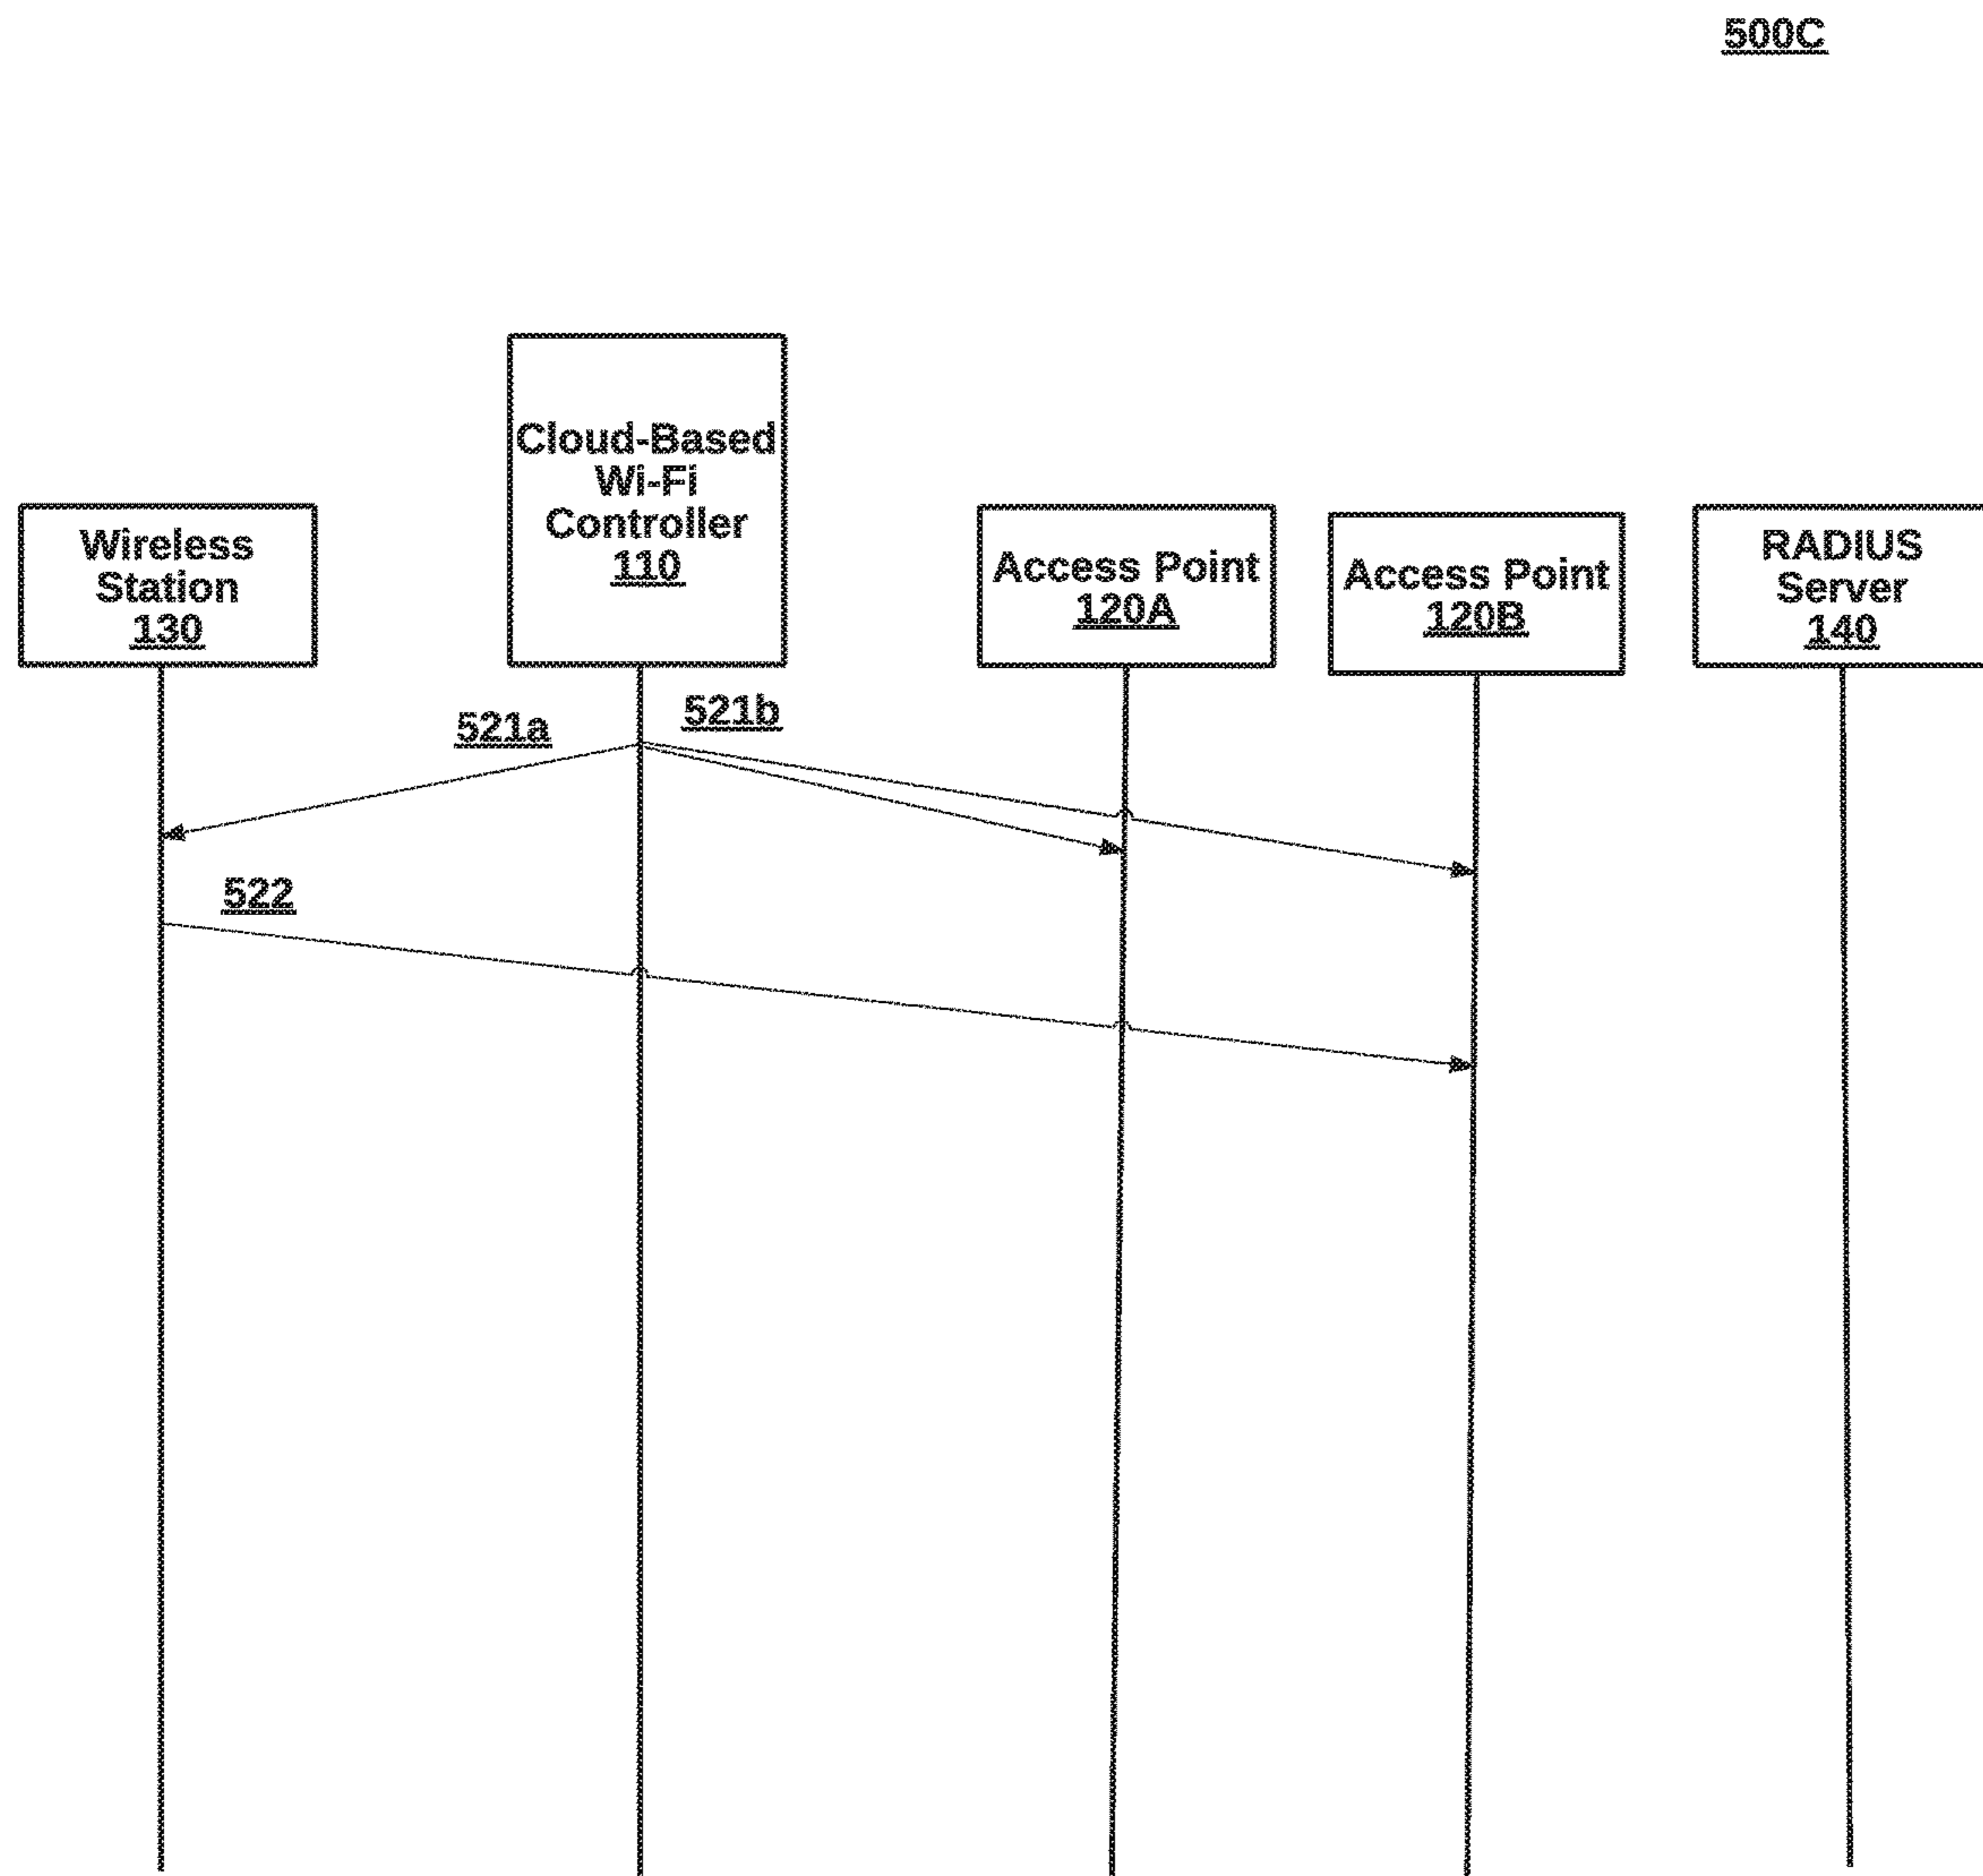 500C
Cloud-Based
Wi-Fi
Controller
110
Wireless
Station
130
Access Point
120A
Access Point
120B
RADIUS
Server
140
521a
521b
522